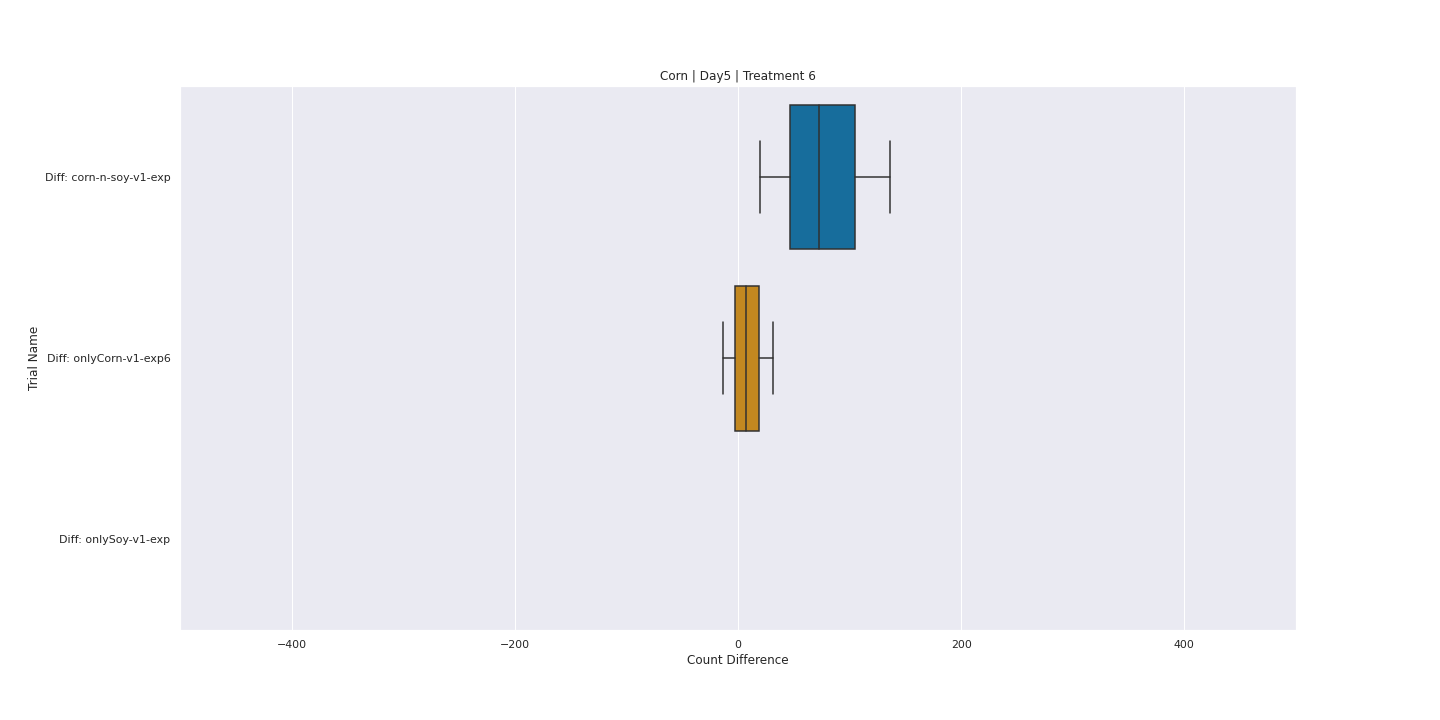 Corn | Day5 | Treatment 6
Trial Name
Diff: corn-n-soy-v1-exp
Diff: onlyCorn-v1-exp6
Diff: onlySoy-v1-exp
−400
−200
0
200
400
Count Difference